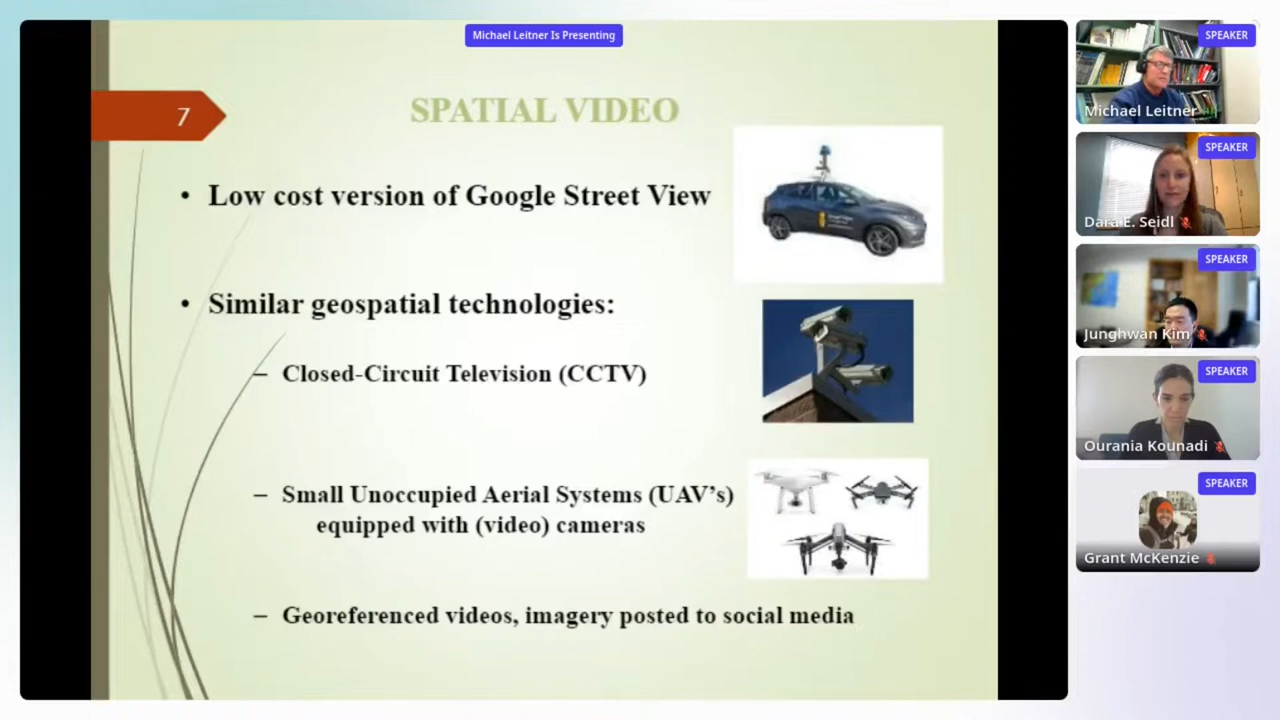 Michael Leitner Is Presenting
7
SPATIAL VIDEO
• Low cost version of Google Street View
• Similar geospatial technologies:
– Closed-Circuit Television (CCTV)
– Small Unoccupied Aerial Systems (UAV’s)
equipped with (video) cameras
– Georeferenced videos, imagery posted to social media
SPEAKER
Michael Leitner
SPEAKER
Dara E. Seidl
SPEAKER
Junghwan Kim
SPEAKER
Ourania Kounadi
SPEAKER
Grant McKenzie